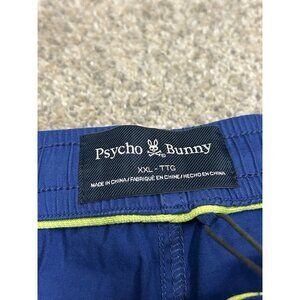 Psycho Bunny
XXL - TTG
MADE IN CHINA / FABRIQUÉ EN CHINE / HECHO EN CHINA